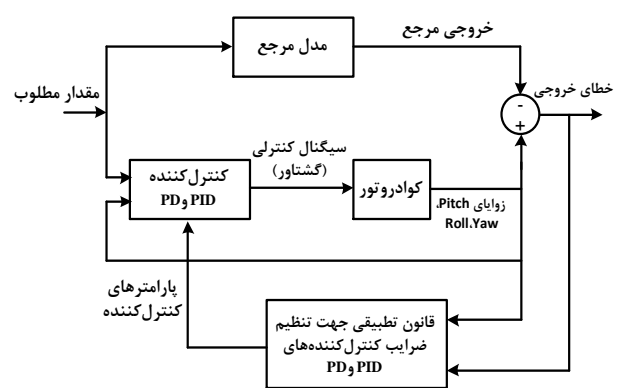 خروجی مرجع
مدل مرجع
مقدار مطلوب
خطای خروجی
-
+
سیگنال کنترلی
(گشتاور)
کنترل‌کننده
PID و PD
کوادروتور
زوایای Pitch،
Roll،Yaw
پارامترهای
کنترل‌کننده
قانون تطبیقی جهت تنظیم
ضرایب کنترل‌کننده‌های
PID و PD